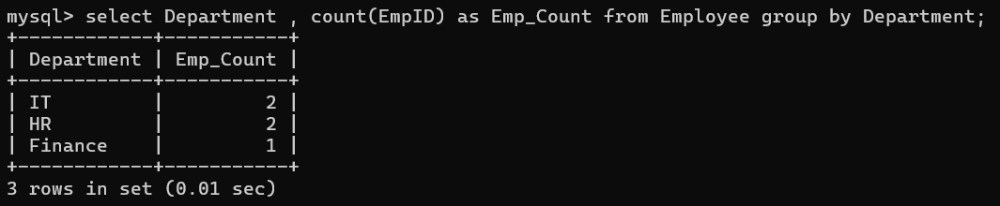 mysql> select Department , count(EmpID) as Emp_Count from Employee group by Department;
+------------+-----------+
| Department | Emp_Count |
+------------+-----------+
| IT         |         2 |
| HR         |         2 |
| Finance    |         1 |
+------------+-----------+
3 rows in set (0.01 sec)